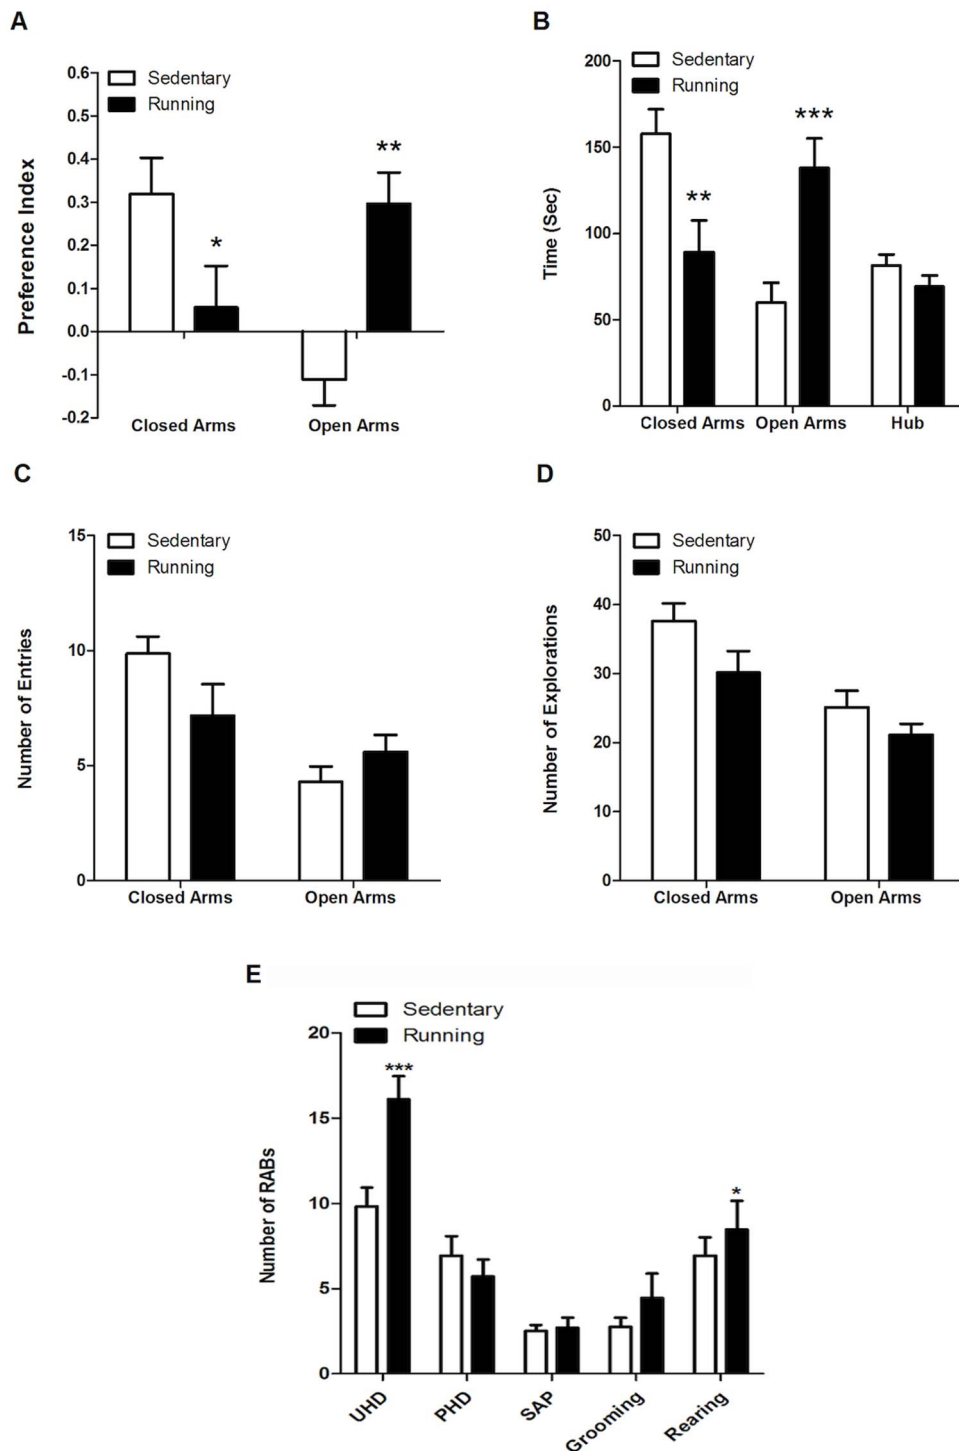 A
Sedentary
Running
Preference Index
0.6
0.5
0.4
0.3
0.2
0.1
0.0
-0.1
-0.2
*
**
Closed Arms
Open Arms
B
Sedentary
Running
Time (Sec)
200
150
100
50
0
**
***
Closed Arms
Open Arms
Hub
C
Sedentary
Running
Number of Entries
15
10
5
0
Closed Arms
Open Arms
D
Sedentary
Running
Number of Explorations
50
40
30
20
10
0
Closed Arms
Open Arms
E
Sedentary
Running
Number of RABs
20
15
10
5
0
***
*
UHD
PHD
SAP
Grooming
Rearing